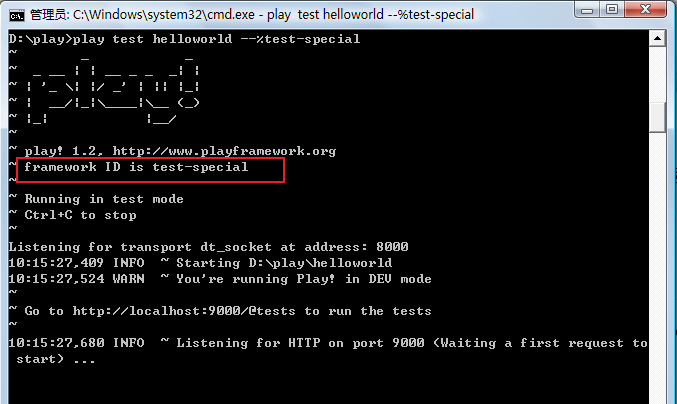 管理员: C:\Windows\system32\cmd.exe - play  test helloworld --%test-special
D:\play>play test helloworld --%test-special
~        _            _
~  _ __ | | __ _ _  _| |
~ | '_ \| |/ _' | || |_|
~ |  __/|_|\____|\__ (_)
~ |_|            |__/
~
~ play! 1.2, http://www.playframework.org
~ framework ID is test-special
~
~ Running in test mode
~ Ctrl+C to stop
~
Listening for transport dt_socket at address: 8000
10:15:27,409 INFO  ~ Starting D:\play\helloworld
10:15:27,524 WARN  ~ You're running Play! in DEV mode
~
~ Go to http://localhost:9000/@tests to run the tests
~
10:15:27,680 INFO  ~ Listening for HTTP on port 9000 (Waiting a first request to
 start) ...